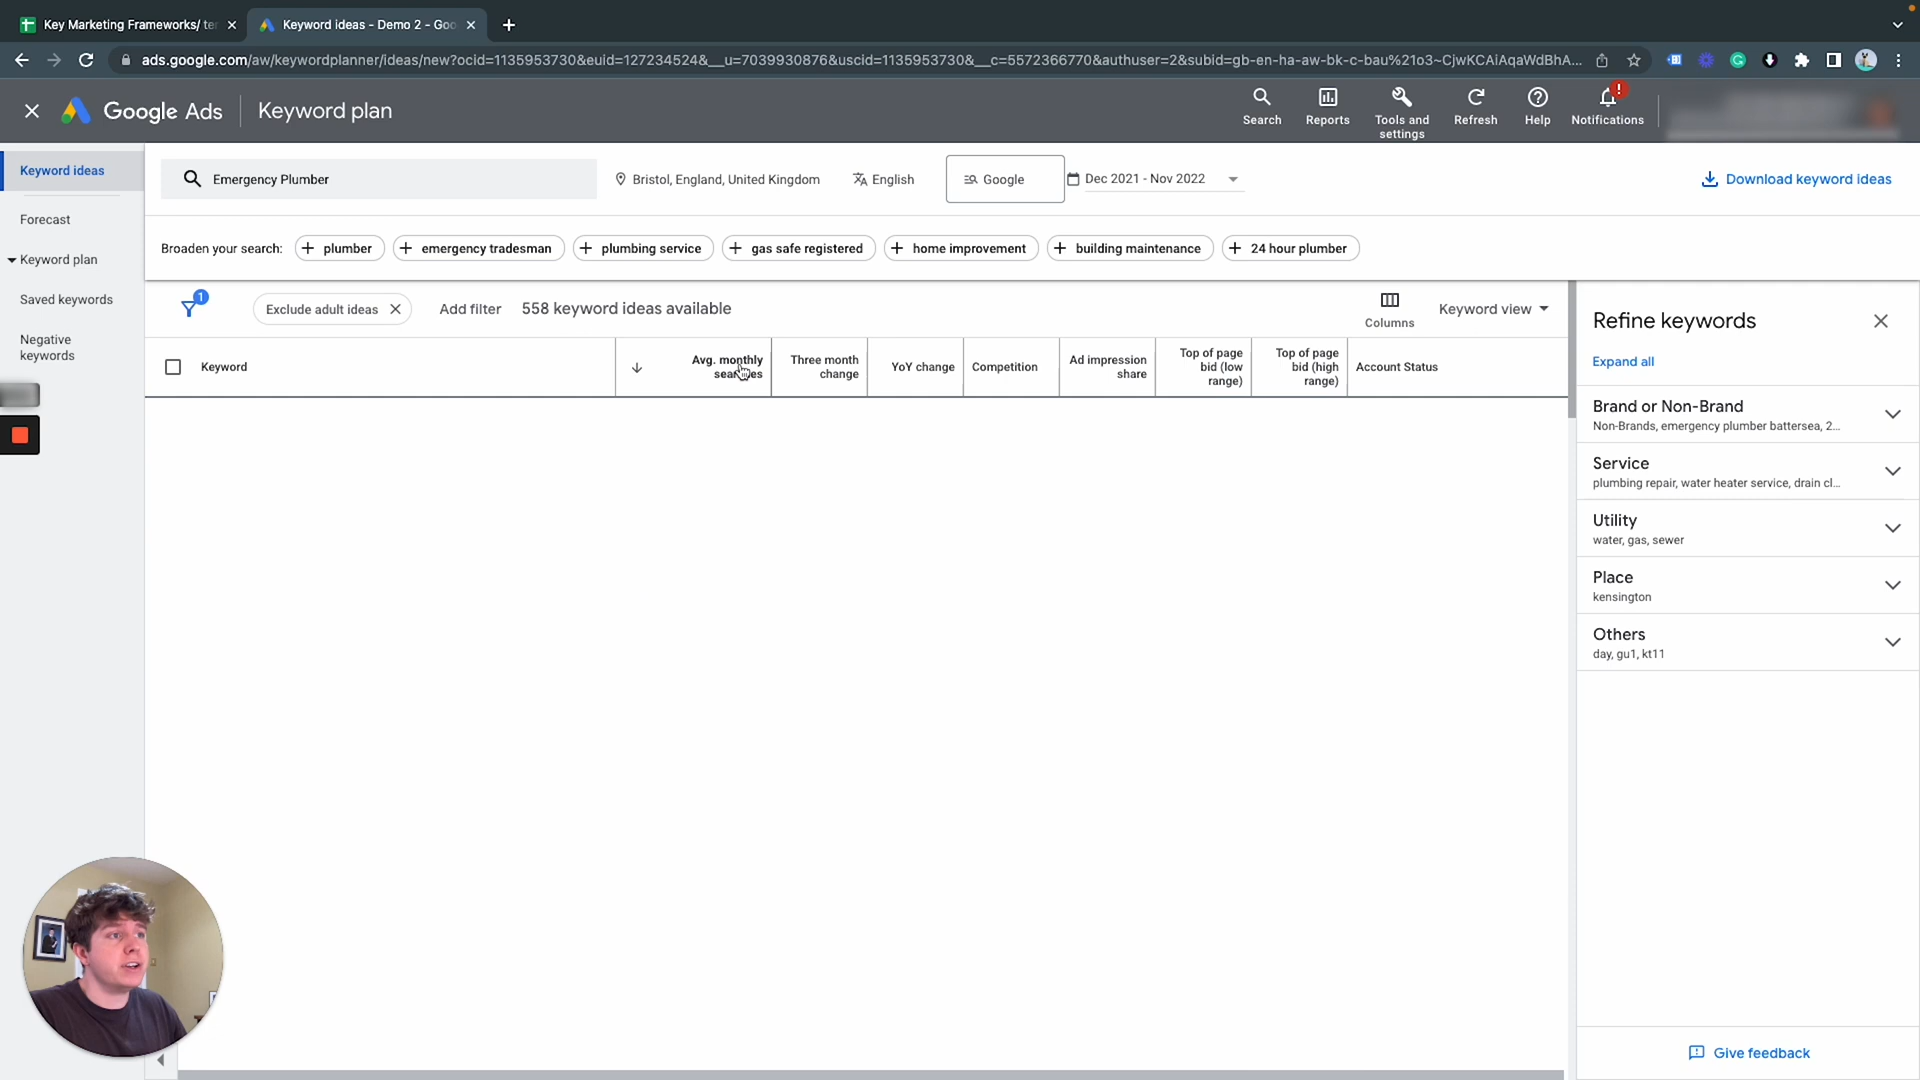 Key Marketing Frameworks/ ter
Keyword ideas - Demo 2 - Goo
ads.google.com/aw/keywordplanner/ideas/new?ocid=1135953730&euid=127234524&__u=7039930876&uscid=1135953730&__c=5572366770&authuser=2&subid=gb-en-ha-aw-bk-c-bau%21o3~CjwKCAiAqaWdBhA...
Google Ads
Keyword plan
Search
Reports
Tools and
settings
Refresh
Help
!
Notifications
Keyword ideas
Forecast
Keyword plan
Saved keywords
Negative
keywords
Emergency Plumber
Bristol, England, United Kingdom
English
Google
Dec 2021 - Nov 2022
Download keyword ideas
Broaden your search:
plumber
emergency tradesman
plumbing service
gas safe registered
home improvement
building maintenance
24 hour plumber
1
Exclude adult ideas
Add filter
558 keyword ideas available
Columns
Keyword view
Keyword
Avg. monthly
searches
Three month
change
YoY change
Competition
Ad impression
share
Top of page
bid (low
range)
Top of page
bid (high
range)
Account Status
Refine keywords
Expand all
Brand or Non-Brand
Non-Brands, emergency plumber battersea, 2...
Service
plumbing repair, water heater service, drain cl...
Utility
water, gas, sewer
Place
kensington
Others
day, gu1, kt11
Give feedback